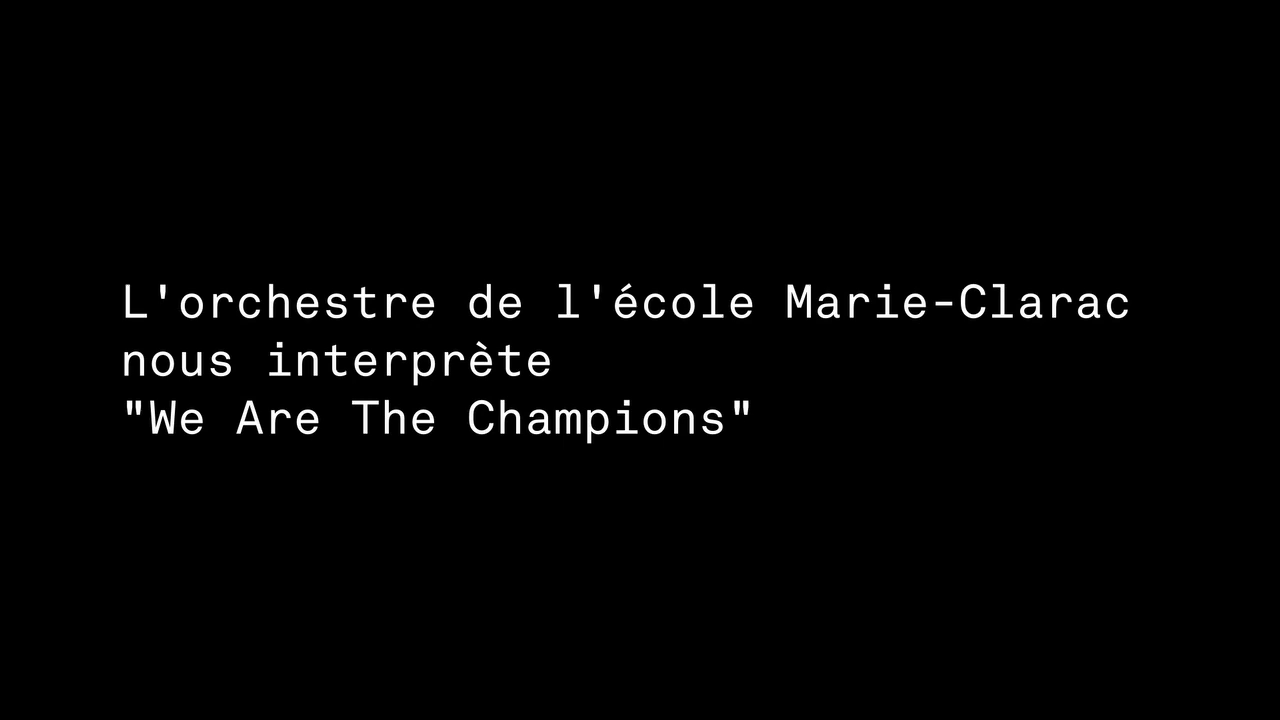 L'orchestre de l'école Marie-Clarac
nous interprète
"We Are The Champions"